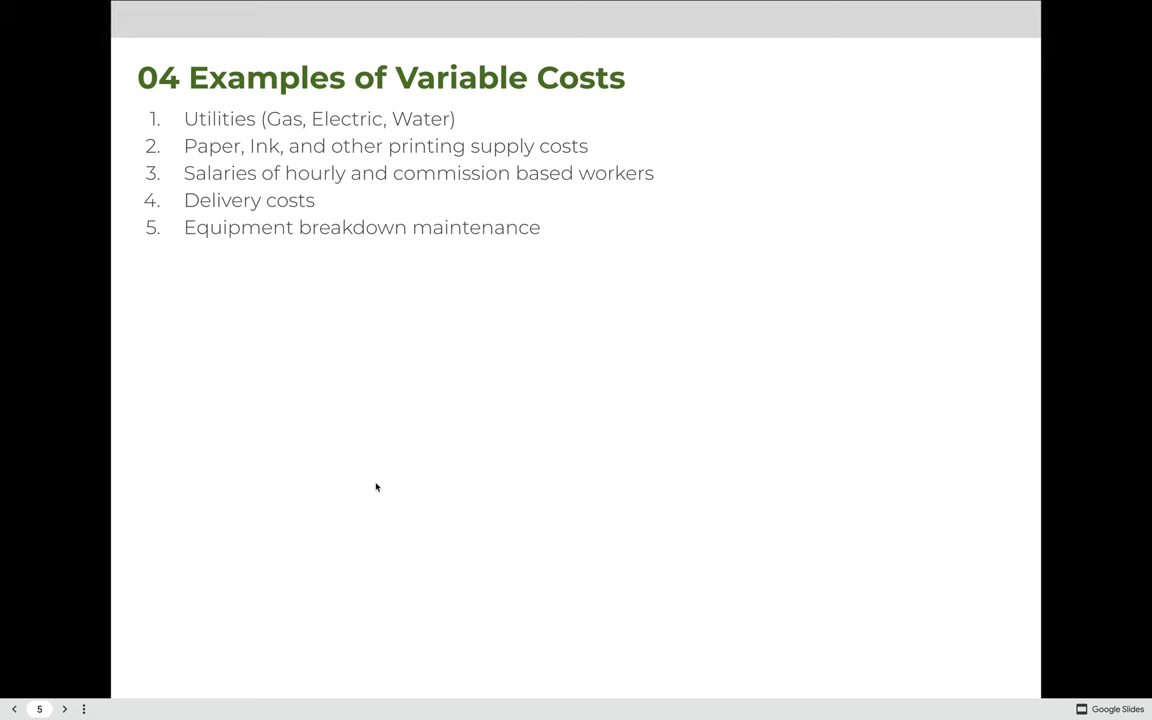 04 Examples of Variable Costs
1. Utilities (Gas, Electric, Water)
2. Paper, Ink, and other printing supply costs
3. Salaries of hourly and commission based workers
4. Delivery costs
5. Equipment breakdown maintenance
5
Google Slides